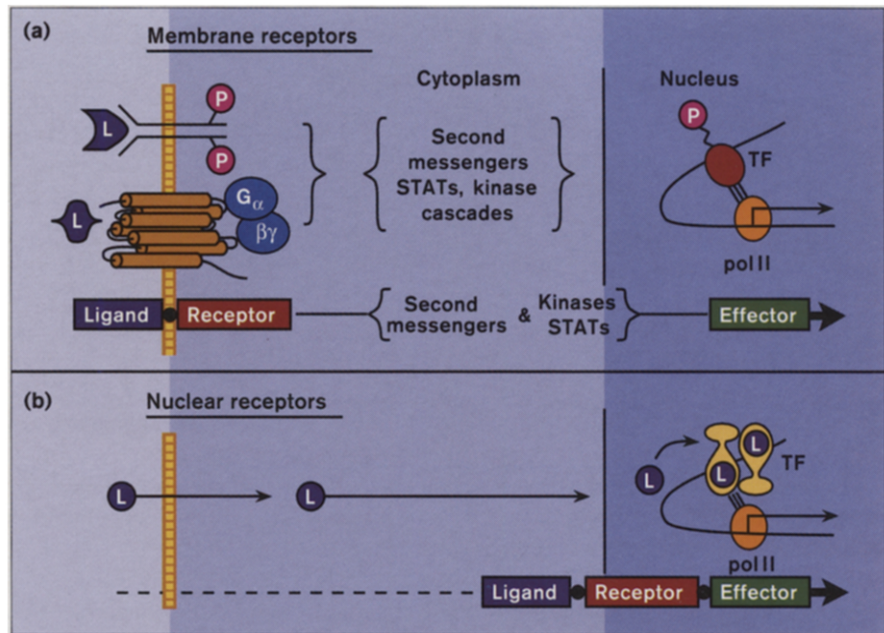 (a)
Membrane receptors
Cytoplasm
Nucleus
P
P
L
P
TF
Second
messengers
STATs, kinase
cascades
L
Gα
βγ
pol II
Ligand
Receptor
Second
messengers
&
Kinases
STATs
Effector
(b)
Nuclear receptors
L
L
L
L
L
TF
pol II
Ligand
Receptor
Effector